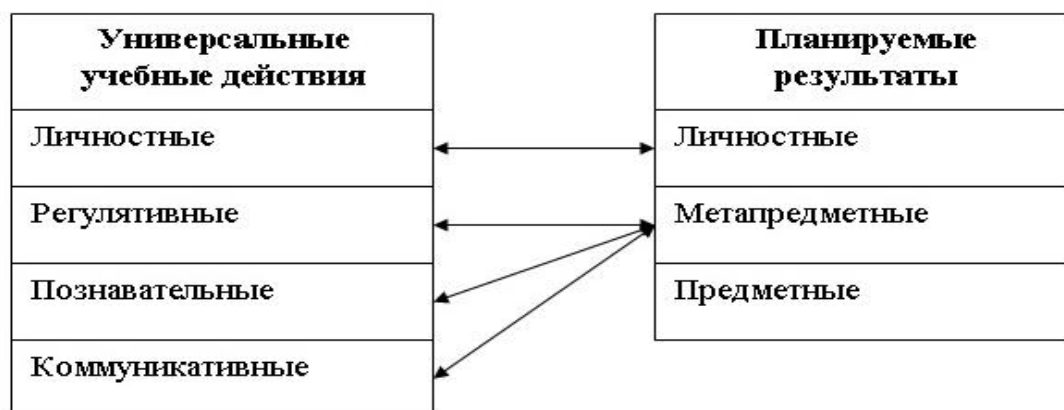 Универсальные
учебные действия
Личностные
Регулятивные
Познавательные
Коммуникативные
Планируемые
результаты
Личностные
Метапредметные
Предметные